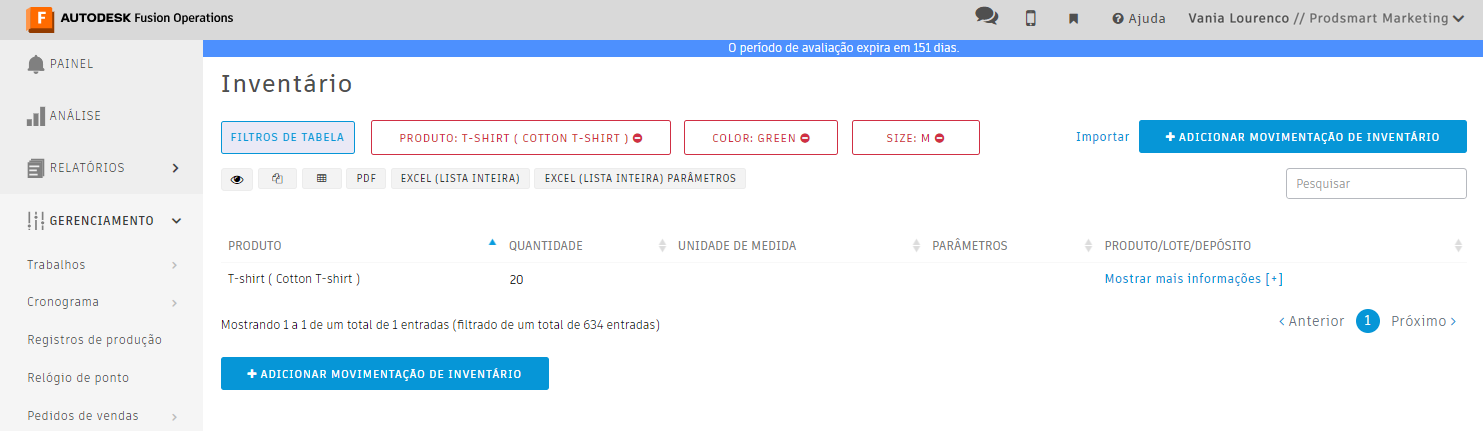 AUTODESK Fusion Operations
Ajuda
Vania Lourenco // Prodsmart Marketing
O período de avaliação expira em 151 dias.
PAINEL
ANÁLISE
RELATÓRIOS
GERENCIAMENTO
Trabalhos
Cronograma
Registros de produção
Relógio de ponto
Pedidos de vendas
Inventário
FILTROS DE TABELA
PRODUTO: T-SHIRT ( COTTON T-SHIRT )
COLOR: GREEN
SIZE: M
Importar
+ ADICIONAR MOVIMENTAÇÃO DE INVENTÁRIO
PDF
EXCEL (LISTA INTEIRA)
EXCEL (LISTA INTEIRA) PARÂMETROS
Pesquisar
PRODUTO QUANTIDADE UNIDADE DE MEDIDA PARÂMETROS PRODUTO/LOTE/DEPÓSITO
T-shirt ( Cotton T-shirt ) 20 Mostrar mais informações [+]
Mostrando 1 a 1 de um total de 1 entradas (filtrado de um total de 634 entradas)
< Anterior 1 Próximo >
+ ADICIONAR MOVIMENTAÇÃO DE INVENTÁRIO